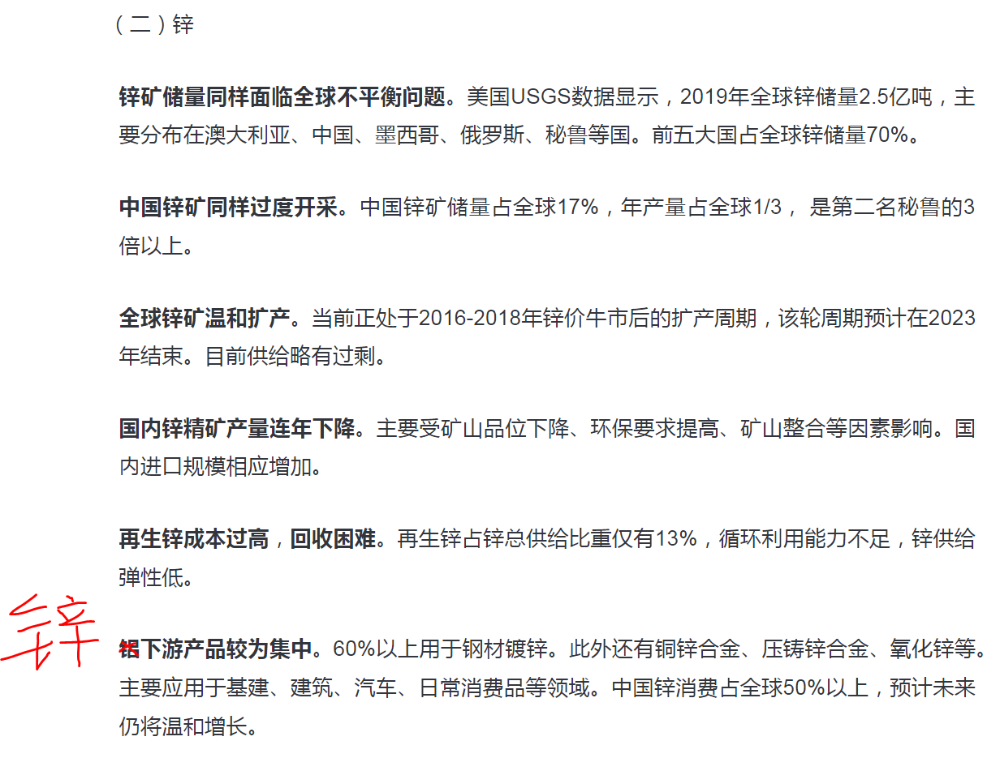 （二）锌
锌矿储量同样面临全球不平衡问题。美国USGS数据显示，2019年全球锌储量2.5亿吨，主
要分布在澳大利亚、中国、墨西哥、俄罗斯、秘鲁等国。前五大国占全球锌储量70%。
中国锌矿同样过度开采。中国锌矿储量占全球17%，年产量占全球1/3， 是第二名秘鲁的3
倍以上。
全球锌矿温和扩产。当前正处于2016-2018年锌价牛市后的扩产周期，该轮周期预计在2023
年结束。目前供给略有过剩。
国内锌精矿产量连年下降。主要受矿山品位下降、环保要求提高、矿山整合等因素影响。国
内进口规模相应增加。
再生锌成本过高，回收困难。再生锌占锌总供给比重仅有13%，循环利用能力不足，锌供给
弹性低。
锌
铝下游产品较为集中。60%以上用于钢材镀锌。此外还有铜锌合金、压铸锌合金、氧化锌等。
主要应用于基建、建筑、汽车、日常消费品等领域。中国锌消费占全球50%以上，预计未来
仍将温和增长。